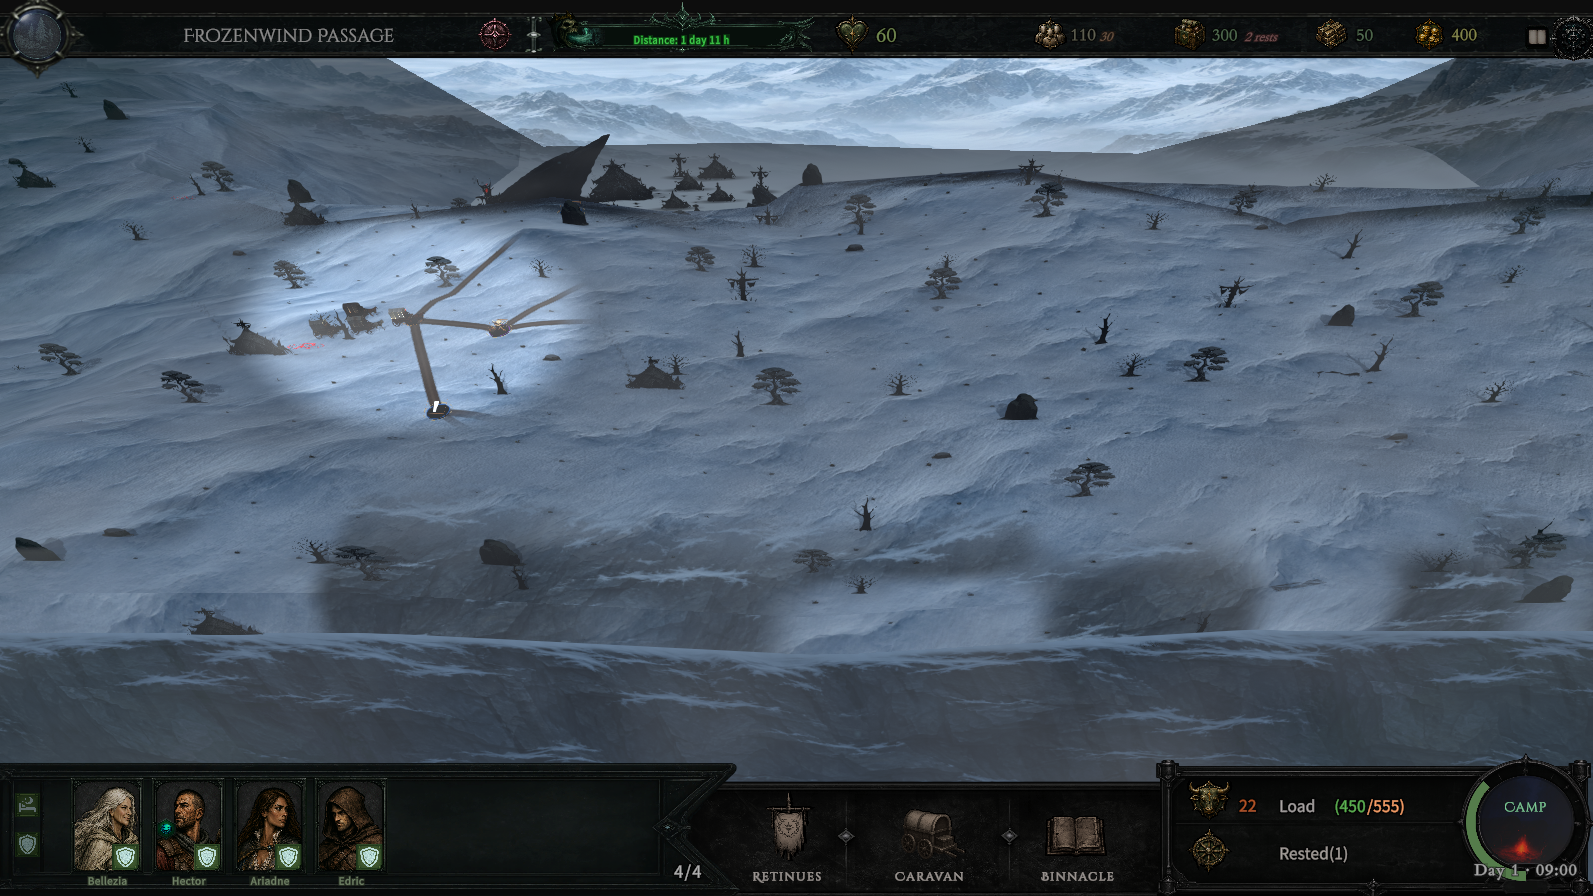 FROZENWIND PASSAGE
Distance: 1 day 11 h
60
110 30
300 2 rests
50
400
Bellezia
Hector
Ariadne
Edric
4/4
RETINUES
CARAVAN
BINNACLE
22 Load (450/555)
Rested(1)
CAMP
Day 1 · 09:00